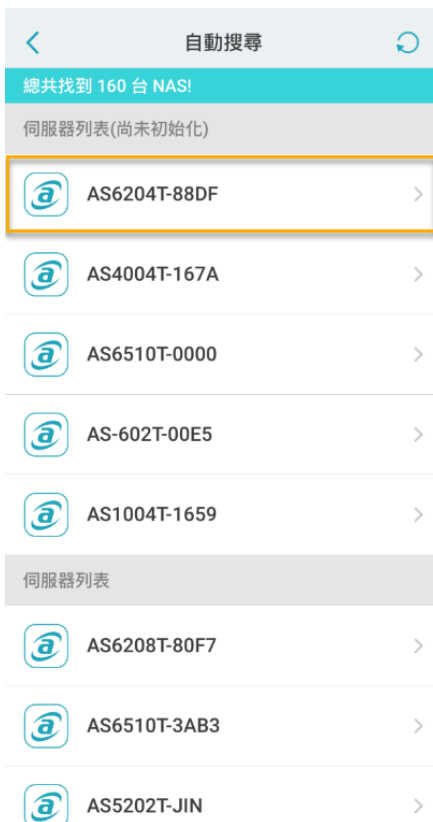 自動搜尋
總共找到 160 台 NAS!
伺服器列表(尚未初始化)
AS6204T-88DF
AS4004T-167A
AS6510T-0000
AS-602T-00E5
AS1004T-1659
伺服器列表
AS6208T-80F7
AS6510T-3AB3
AS5202T-JIN